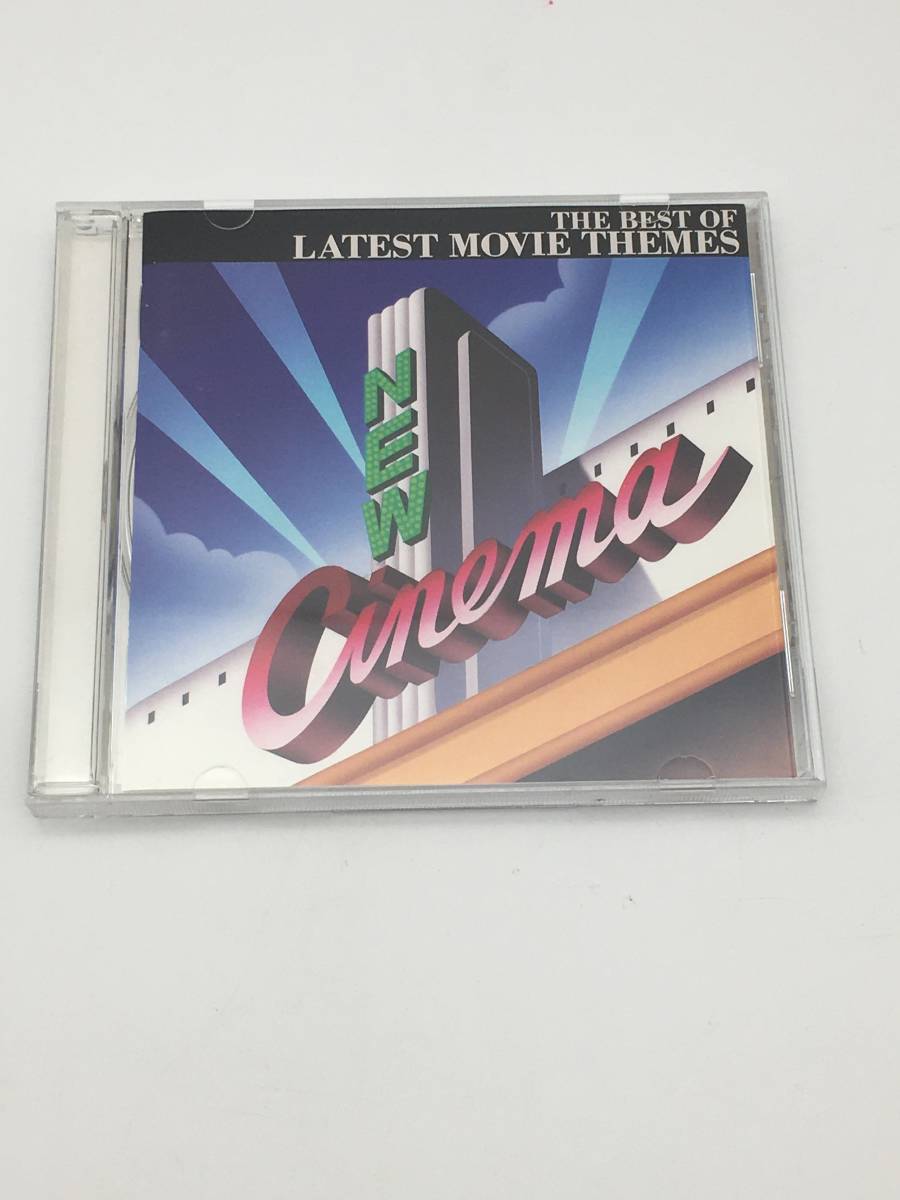 THE BEST OF
LATEST MOVIE THEMES
NEW
Cinema